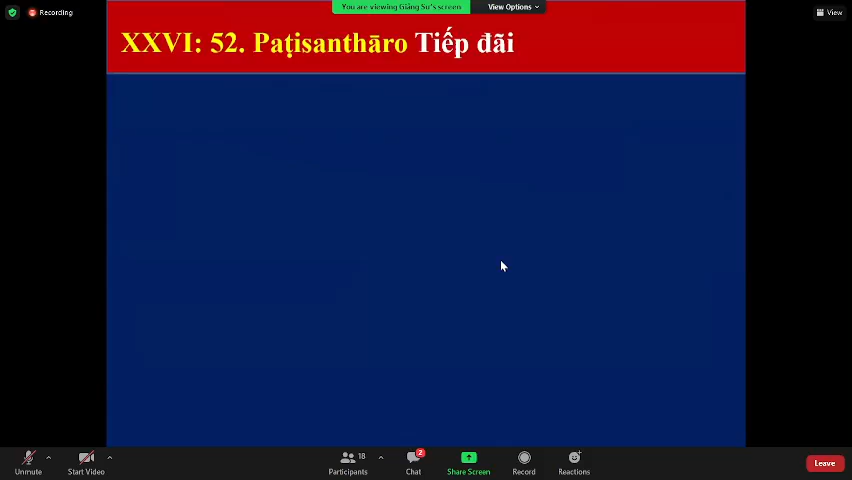 You are viewing Giảng Sư's screen View Options
Recording
View
XXVI: 52. Paṭisanthāro Tiếp đãi
Unmute Start Video Participants 18 Chat 2 Share Screen Record Reactions Leave